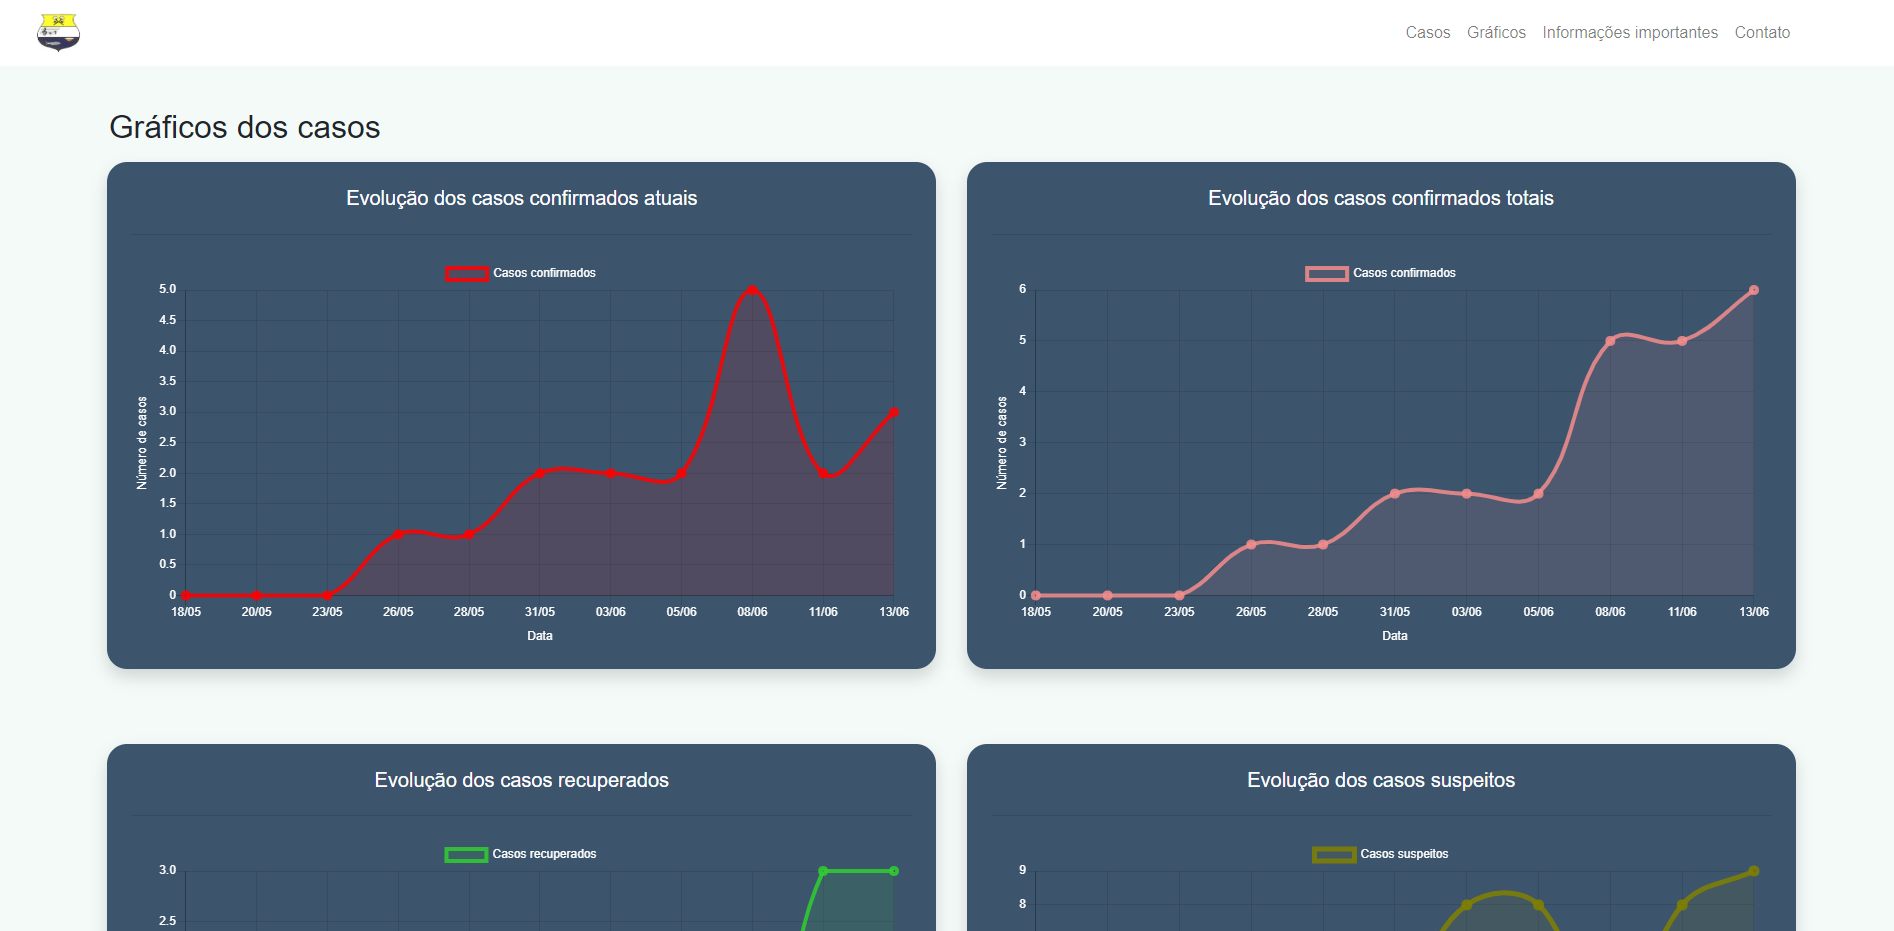 Casos Gráficos Informações importantes Contato
Gráficos dos casos
Evolução dos casos confirmados atuais
Casos confirmados
5.0
4.5
4.0
3.5
3.0
2.5
2.0
1.5
1.0
0.5
0
Número de casos
18/05 20/05 23/05 26/05 28/05 31/05 03/06 05/06 08/06 11/06 13/06
Data
Evolução dos casos confirmados totais
Casos confirmados
6
5
4
3
2
1
0
Número de casos
18/05 20/05 23/05 26/05 28/05 31/05 03/06 05/06 08/06 11/06 13/06
Data
Evolução dos casos recuperados
Casos recuperados
3.0
2.5
Evolução dos casos suspeitos
Casos suspeitos
9
8